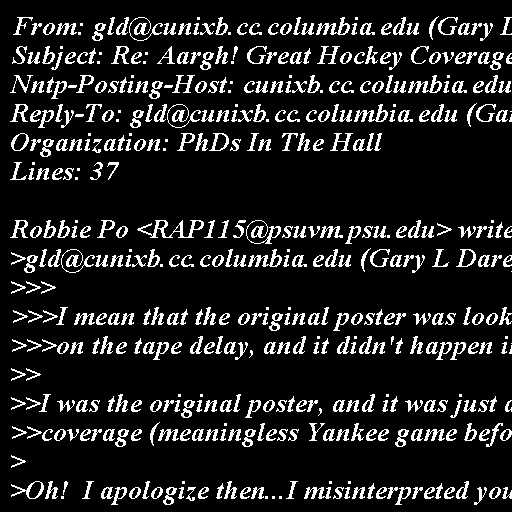 From: gld@cunixb.cc.columbia.edu (Gary L
Subject: Re: Aargh! Great Hockey Coverage
Nntp-Posting-Host: cunixb.cc.columbia.edu
Reply-To: gld@cunixb.cc.columbia.edu (Gar
Organization: PhDs In The Hall
Lines: 37

Robbie Po <RAP115@psuvm.psu.edu> write
>gld@cunixb.cc.columbia.edu (Gary L Dare
>>>
>>>I mean that the original poster was look
>>>on the tape delay, and it didn't happen i
>>
>>I was the original poster, and it was just
>>coverage (meaningless Yankee game befo
>
>Oh!  I apologize then...I misinterpreted you